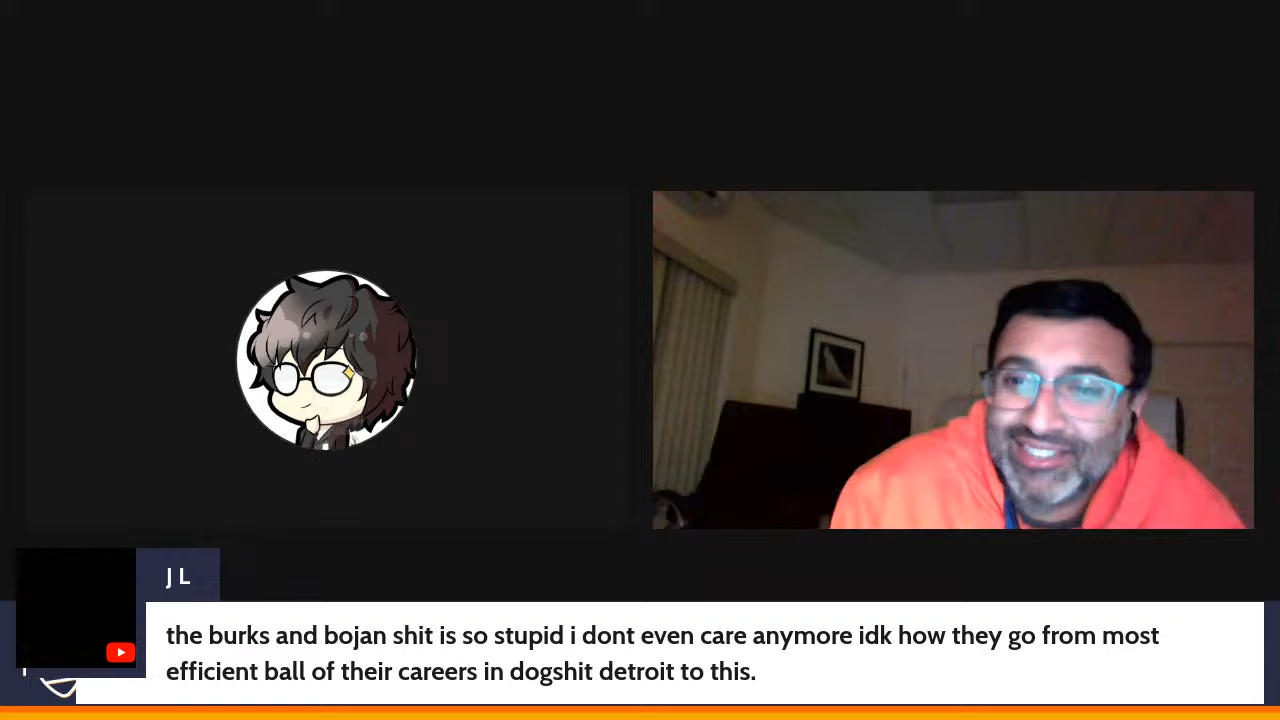 J L
the burks and bojan shit is so stupid i dont even care anymore idk how they go from most
efficient ball of their careers in dogshit detroit to this.